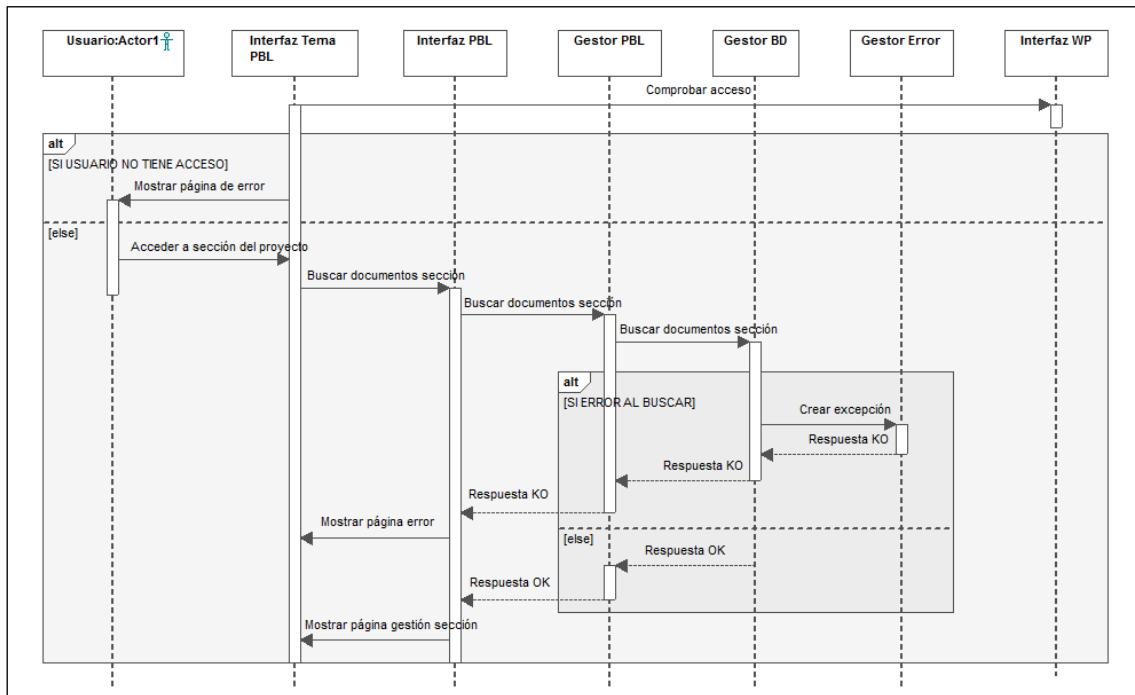 Usuario:Actor1
Interfaz Tema
PBL
Interfaz PBL
Gestor PBL
Gestor BD
Gestor Error
Interfaz WP
Comprobar acceso
alt
[SI USUARIO NO TIENE ACCESO]
Mostrar página de error
[else]
Acceder a sección del proyecto
Buscar documentos sección
Buscar documentos sección
Buscar documentos sección
alt
[SI ERROR AL BUSCAR]
Crear excepción
Respuesta KO
Respuesta KO
Respuesta KO
Mostrar página error
[else]
Respuesta OK
Respuesta OK
Mostrar página gestión sección